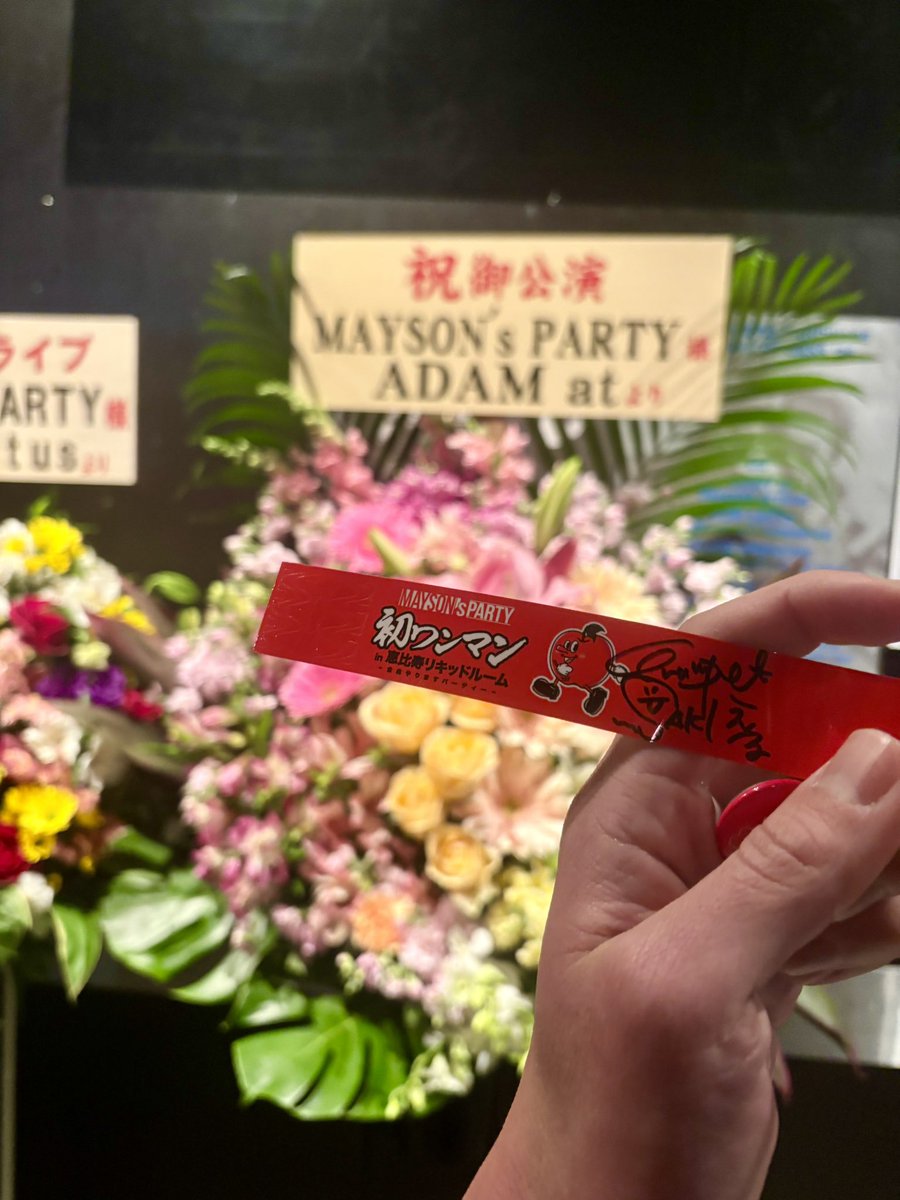 祝御公演
MAYSON's PARTY 様
ADAM at より
ライブ
ARTY 様
tus より
MAYSON's PARTY
初ワンマン
in 恵比寿リキッドルーム